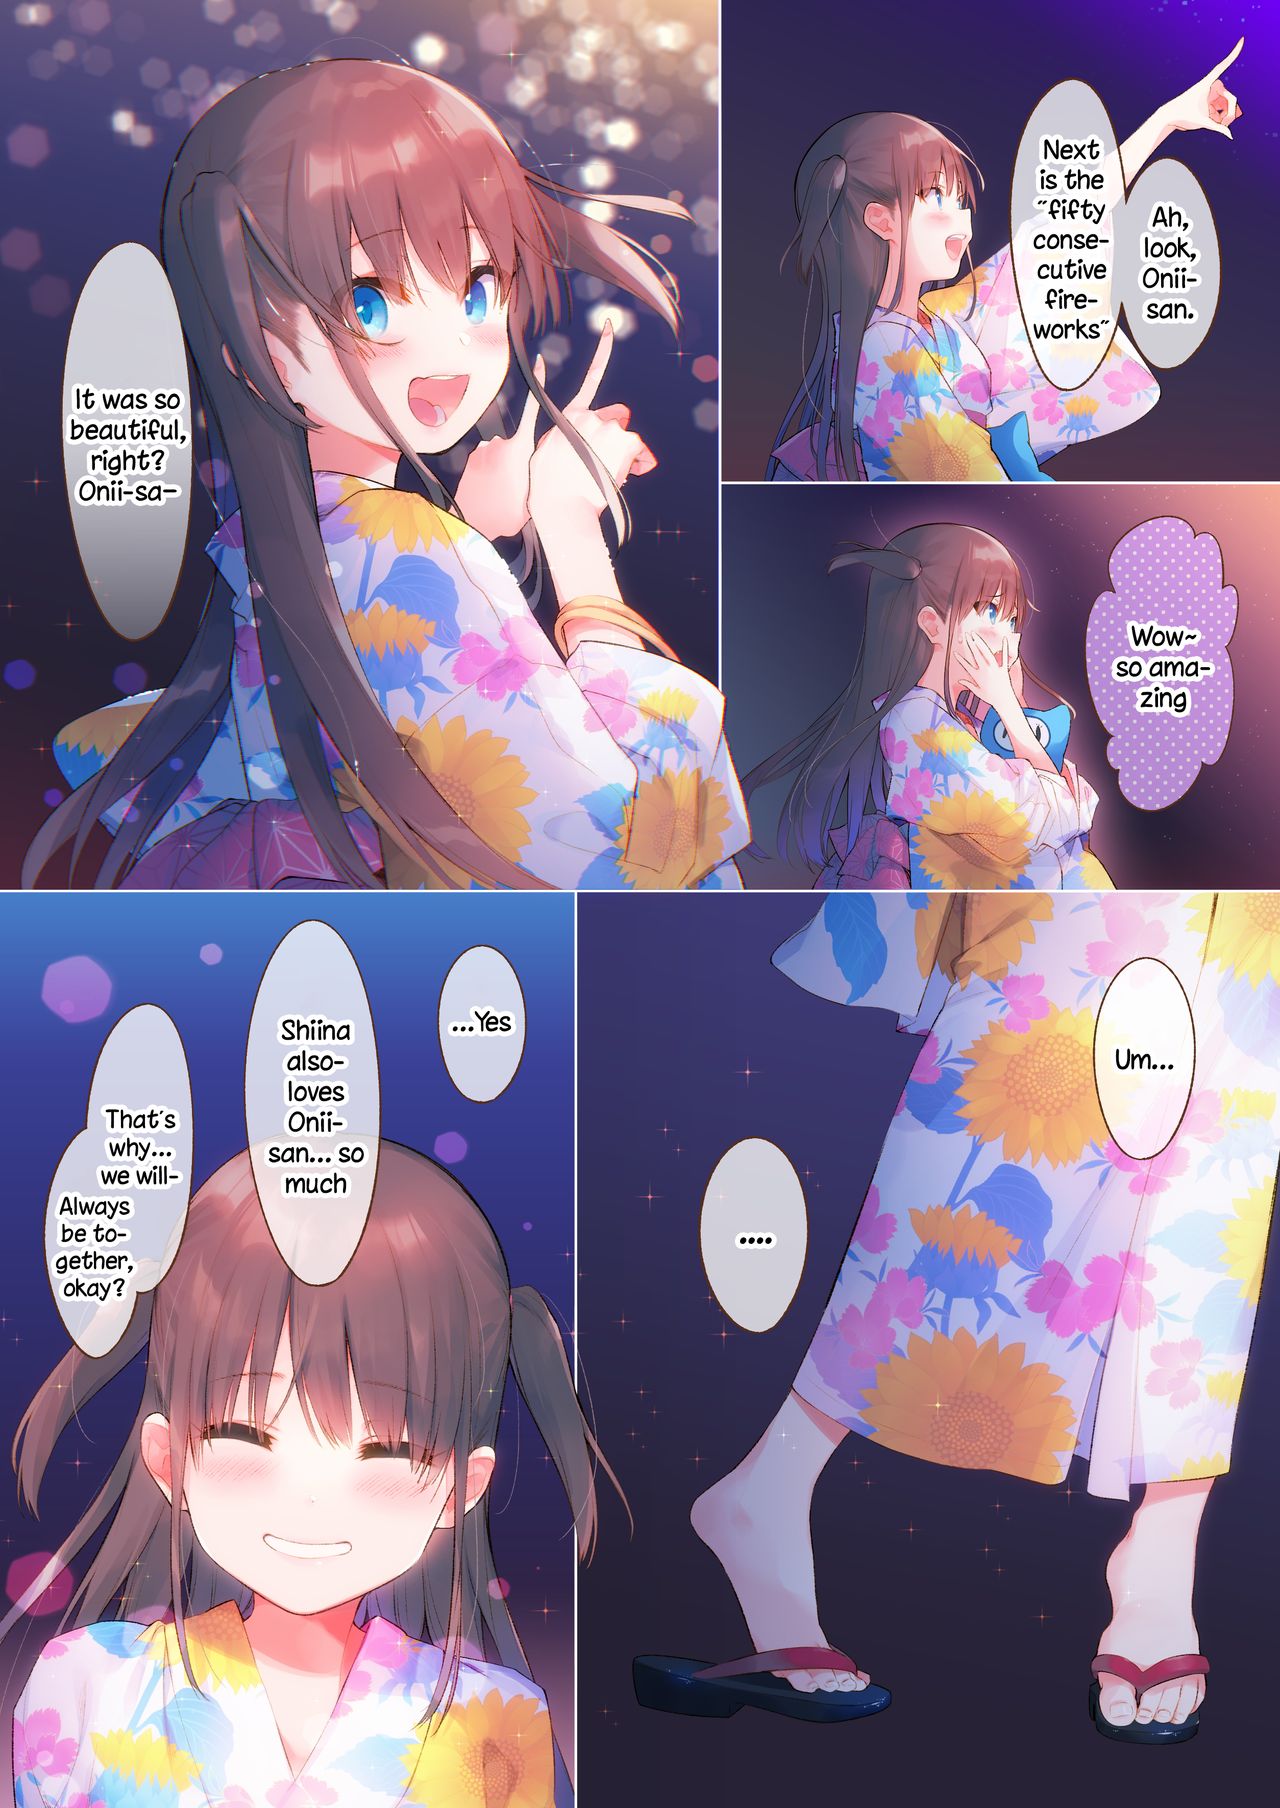 Ah,
look,
Onii-
san.
Next
is the
"fifty
conse-
cutive
fire-
works"
Wow~
so ama-
zing
It was so
beautiful,
right?
Onii-sa-
Um...
....
...Yes
Shiina
also-
loves
Onii-
san... so
much
That's
why...
we will-
Always
be to-
gether,
okay?